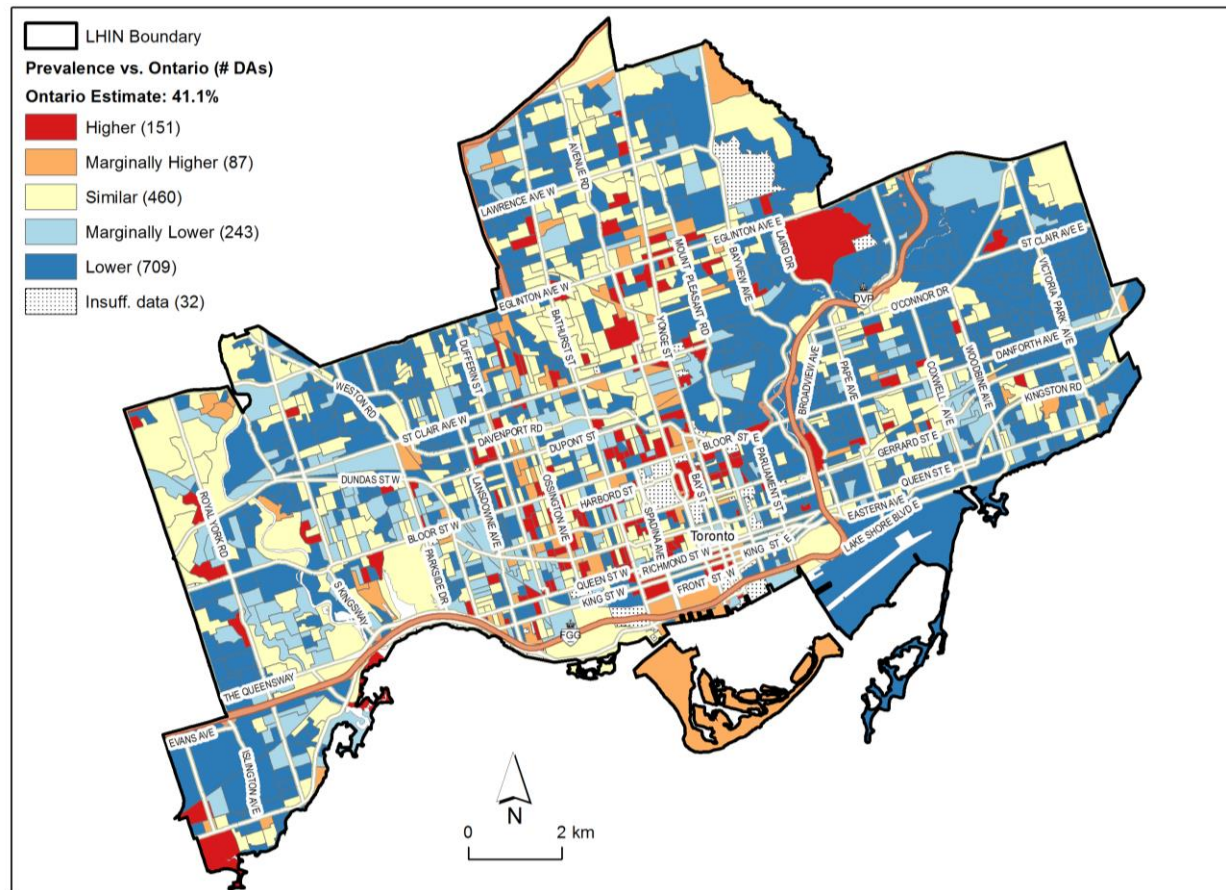 LHIN Boundary
Prevalence vs. Ontario (# DAs)
Ontario Estimate: 41.1%
Higher (151)
Marginally Higher (87)
Similar (460)
Marginally Lower (243)
Lower (709)
Insuff. data (32)
AVENUE RD
LAWRENCE AVE W
EGLINTON AVE E
LAIRD DR
MOUNT PLEASANT RD
BAYVIEW AVE
ST CLAIR AVE E
VICTORIA PARK AVE
EGLINTON AVE W
BATHURST ST
YONGE ST
DVP
O'CONNOR DR
DUFFERIN ST
WESTON RD
BROADVIEW AVE
PAPE AVE
COXWELL AVE
WOODBINE AVE
DANFORTH AVE
KINGSTON RD
ST CLAIR AVE W
DAVENPORT RD
DUPONT ST
BLOOR ST E
PARLIAMENT ST
GERRARD ST E
DUNDAS ST W
LANSDOWNE AVE
OSSINGTON AVE
HARBORD ST
BAY ST
QUEEN ST E
EASTERN AVE
ROYAL YORK RD
BLOOR ST W
SPADINA AVE
Toronto
LAKE SHORE BLVD E
PARKSIDE DR
S KINGSWAY
QUEEN ST W
RICHMOND ST W
KING ST E
KING ST W
FRONT ST W
FGG
THE QUEENSWAY
EVANS AVE
ISLINGTON AVE
N
0 2 km